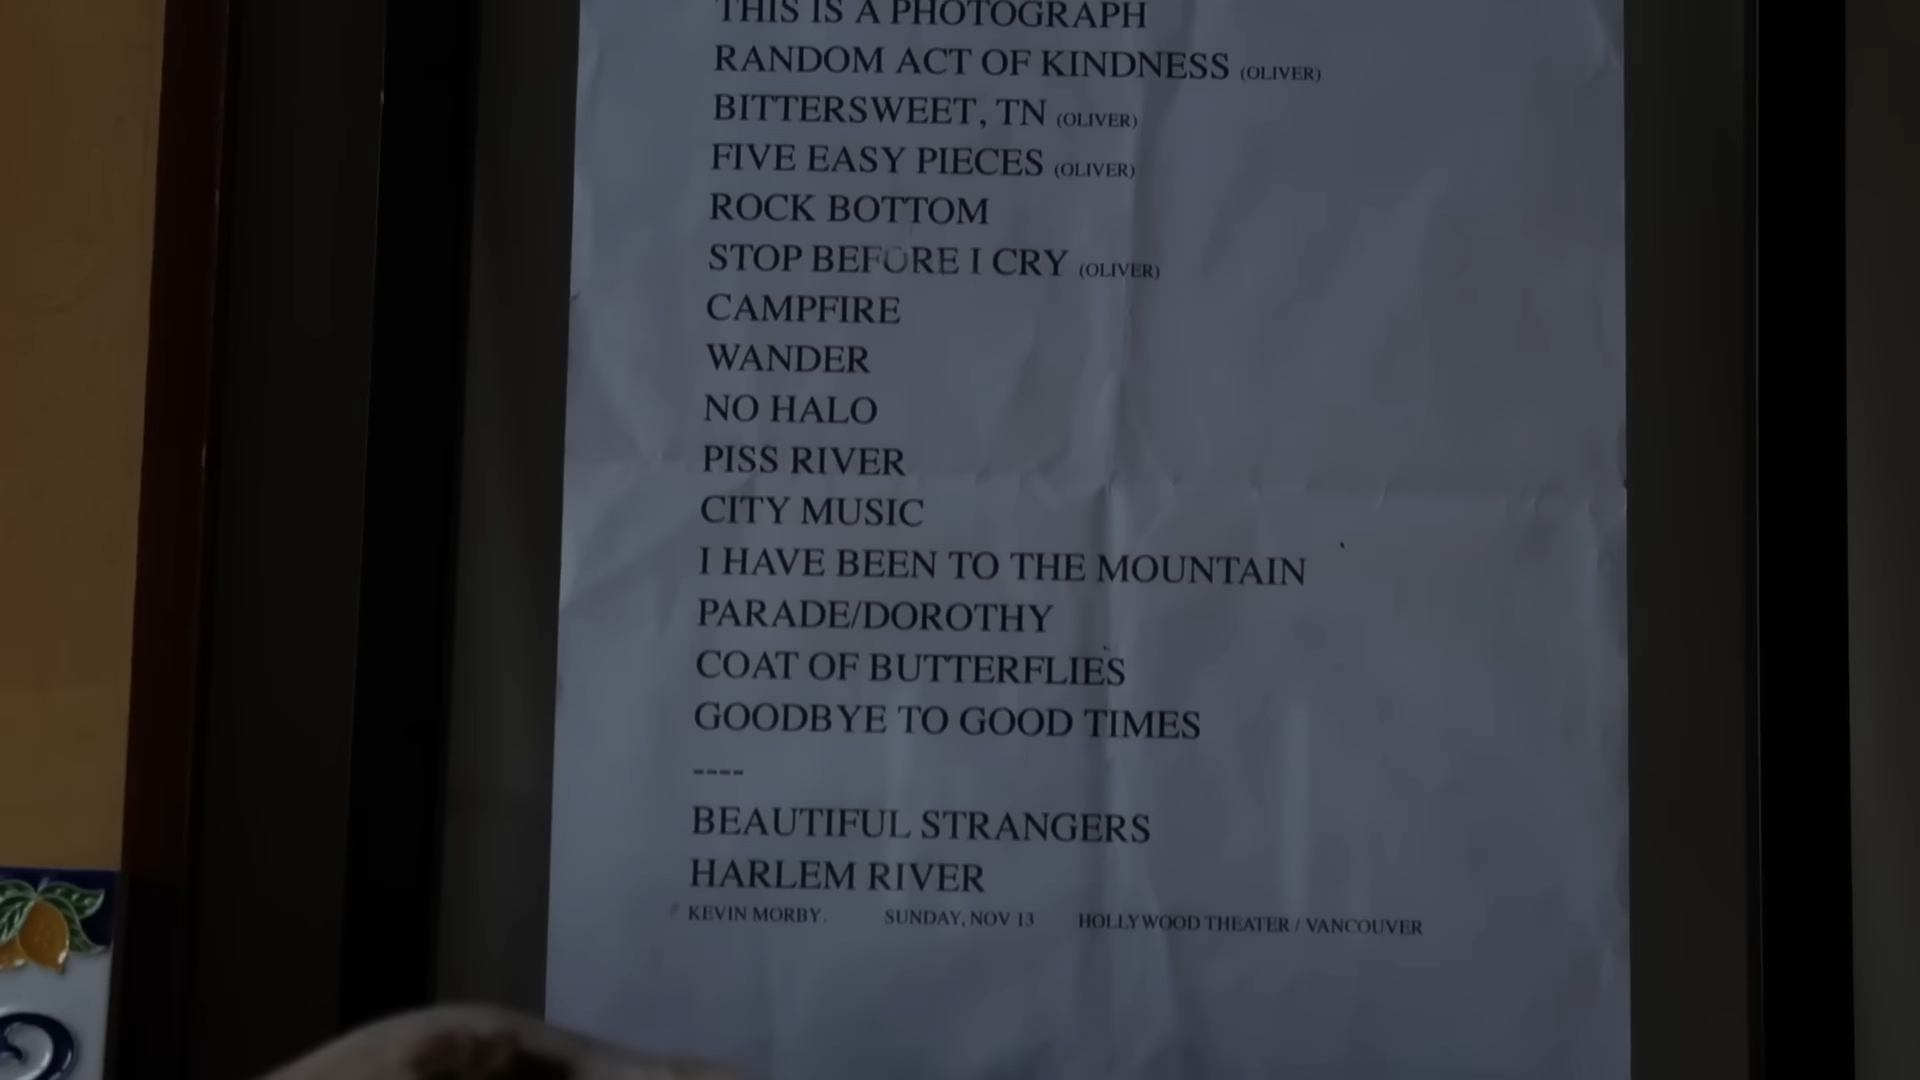 THIS IS A PHOTOGRAPH
RANDOM ACT OF KINDNESS (OLIVER)
BITTERSWEET, TN (OLIVER)
FIVE EASY PIECES (OLIVER)
ROCK BOTTOM
STOP BEFORE I CRY (OLIVER)
CAMPFIRE
WANDER
NO HALO
PISS RIVER
CITY MUSIC
I HAVE BEEN TO THE MOUNTAIN
PARADE/DOROTHY
COAT OF BUTTERFLIES
GOODBYE TO GOOD TIMES
----
BEAUTIFUL STRANGERS
HARLEM RIVER
KEVIN MORBY. SUNDAY, NOV 13 HOLLYWOOD THEATER / VANCOUVER